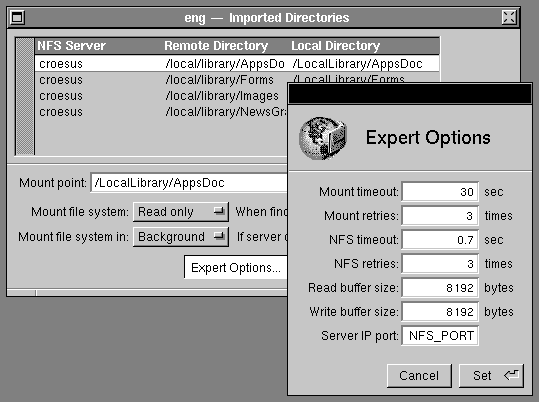 eng — Imported Directories
NFS Server Remote Directory Local Directory
croesus /local/library/AppsDo /LocalLibrary/AppsDoc
croesus /local/library/Forms /LocalLibrary/Forms
croesus /local/library/Images
croesus /local/library/NewsGra
Mount point: /LocalLibrary/AppsDoc
Mount file system: Read only When find
Mount file system in: Background If server d
Expert Options...
Expert Options
Mount timeout: 30 sec
Mount retries: 3 times
NFS timeout: 0.7 sec
NFS retries: 3 times
Read buffer size: 8192 bytes
Write buffer size: 8192 bytes
Server IP port: NFS_PORT
Cancel Set